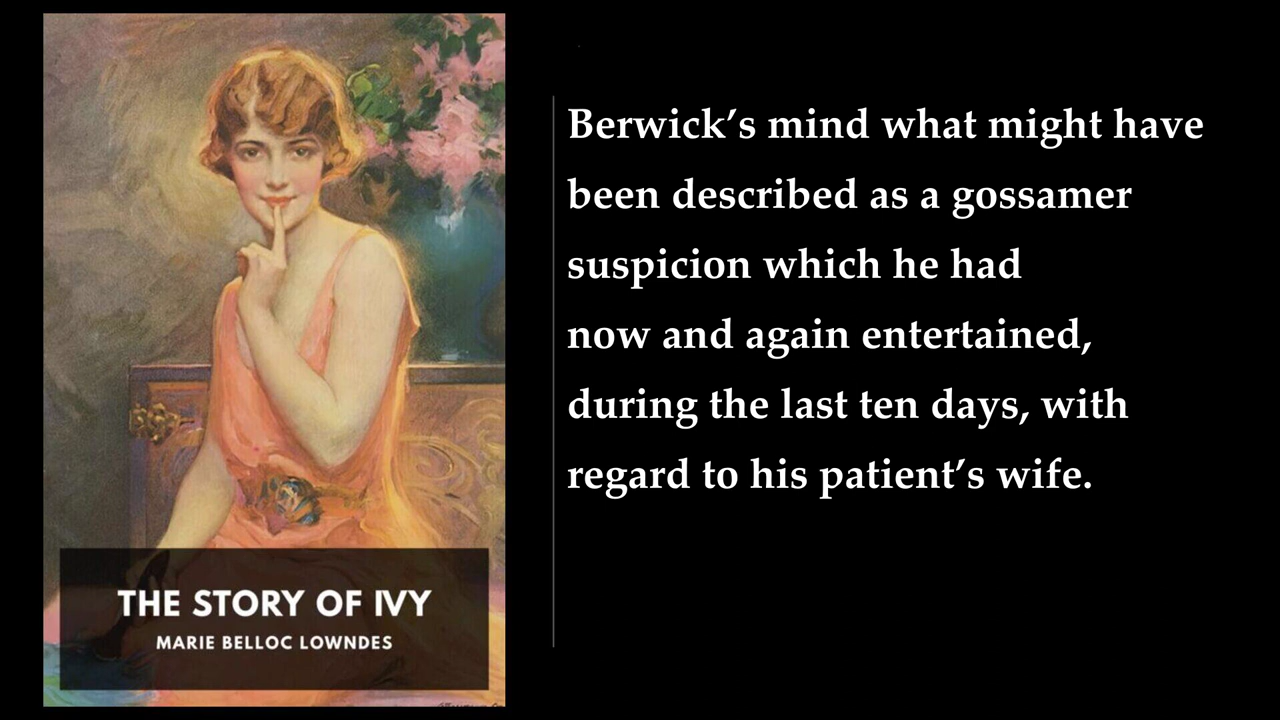 Berwick’s mind what might have
been described as a gossamer
suspicion which he had
now and again entertained,
during the last ten days, with
regard to his patient’s wife.
THE STORY OF IVY
MARIE BELLOC LOWNDES